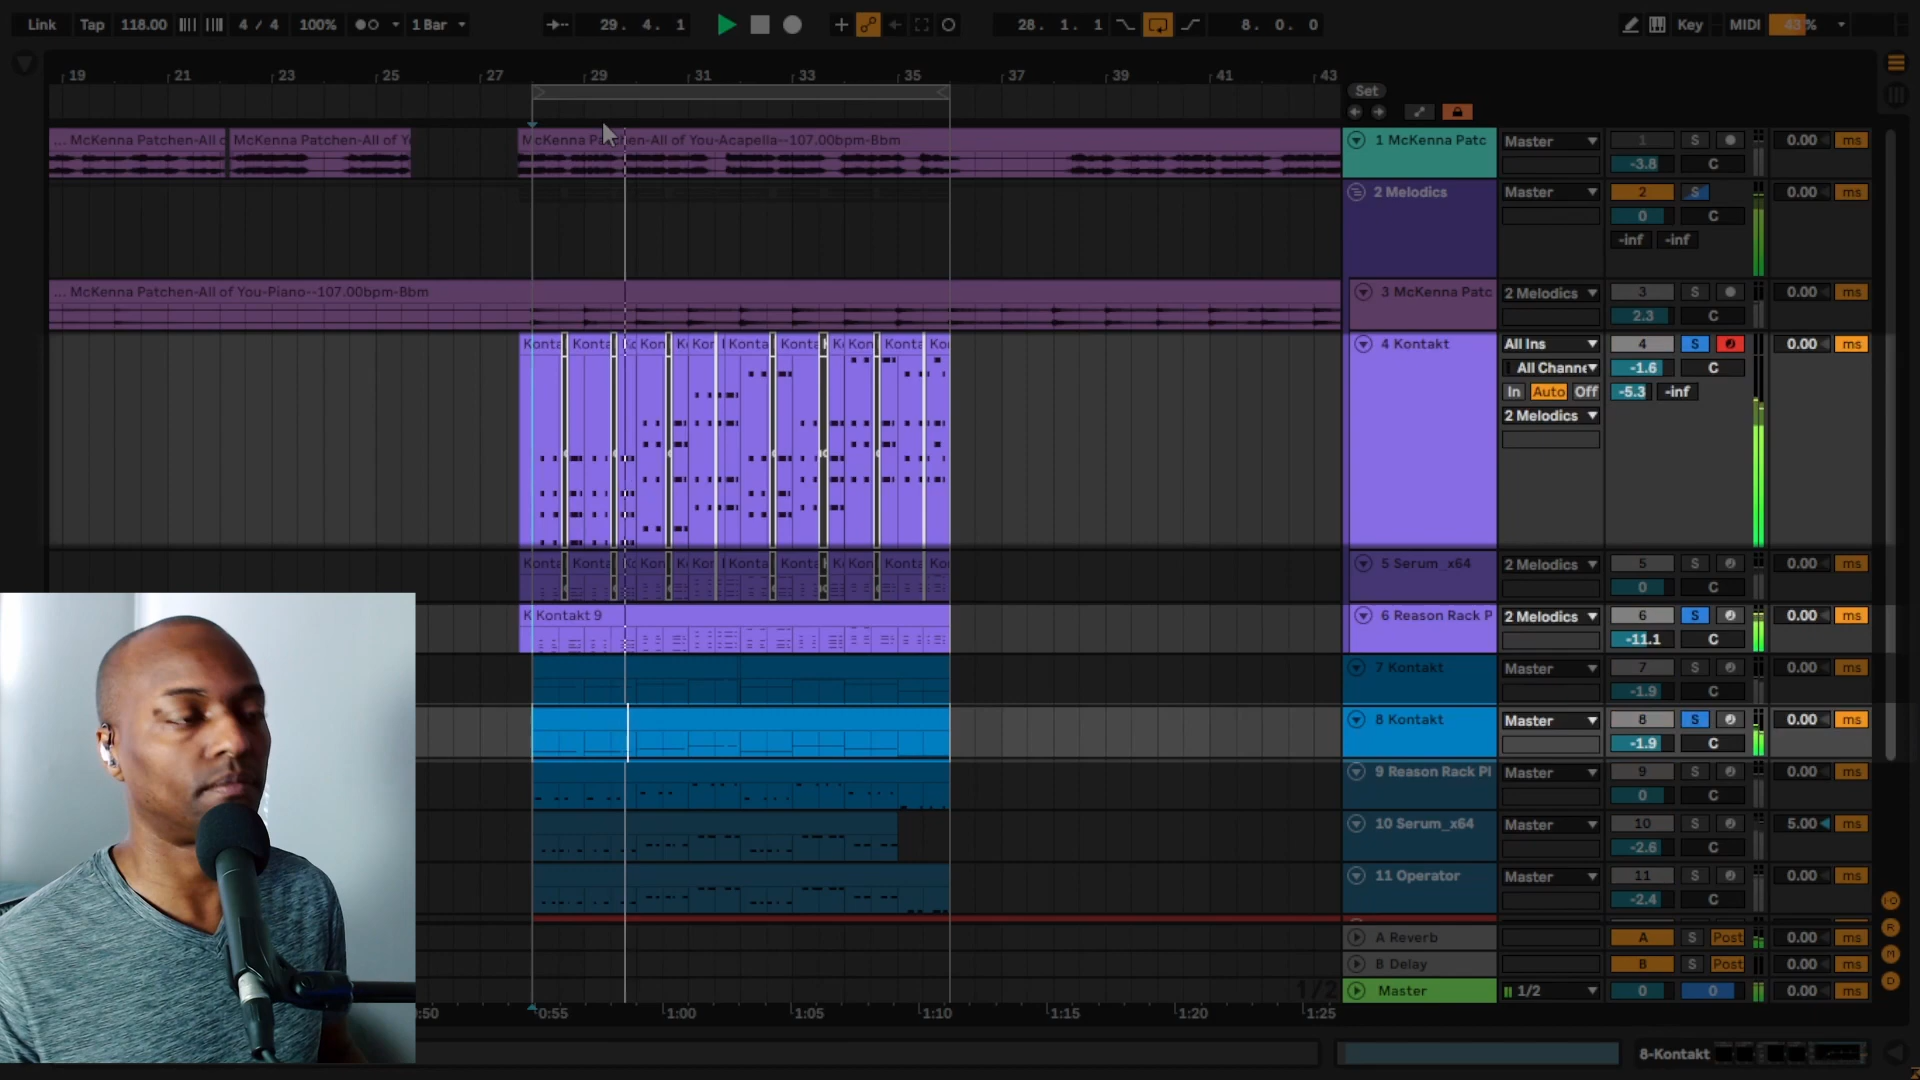 Link Tap 118.00 4 / 4 100% 1 Bar 29. 4. 1 28. 1. 1 8. 0. 0 Key MIDI 43 %
19 21 23 25 27 29 31 33 35 37 39 41 43
Set
... McKenna Patchen-All c McKenna Patchen-All of Y McKenna Patchen-All of You-Acapella--107.00bpm-Bbm 1 McKenna Patc Master 1 S 0.00 ms
-3.8 C
2 Melodics Master 2 S 0.00 ms
0 C
-inf -inf
... McKenna Patchen-All of You-Piano--107.00bpm-Bbm 3 McKenna Patc 2 Melodics 3 S 0.00 ms
2.3 C
Konta Konta Kon Kor Konta Konta Kon Konta Kor 4 Kontakt All Ins 4 S 0.00 ms
All Channe -1.6 C
In Auto Off -5.3 -inf
2 Melodics
Konta Konta Kon Kor Konta Konta Kon Konta Kor 5 Serum_x64 2 Melodics 5 S 0.00 ms
0 C
K Kontakt 9 6 Reason Rack P 2 Melodics 6 S 0.00 ms
-11.1 C
7 Kontakt Master 7 S 0.00 ms
-1.9 C
8 Kontakt Master 8 S 0.00 ms
-1.9 C
9 Reason Rack Pl Master 9 S 0.00 ms
0 C
10 Serum_x64 Master 10 S 5.00 ms
-2.6 C
11 Operator Master 11 S 0.00 ms
-2.4 C
A Reverb A S Post 0.00 ms
B Delay B S Post 0.00 ms
1/2 Master 1/2 0 0 0.00 ms
0:50 0:55 1:00 1:05 1:10 1:15 1:20 1:25
8-Kontakt